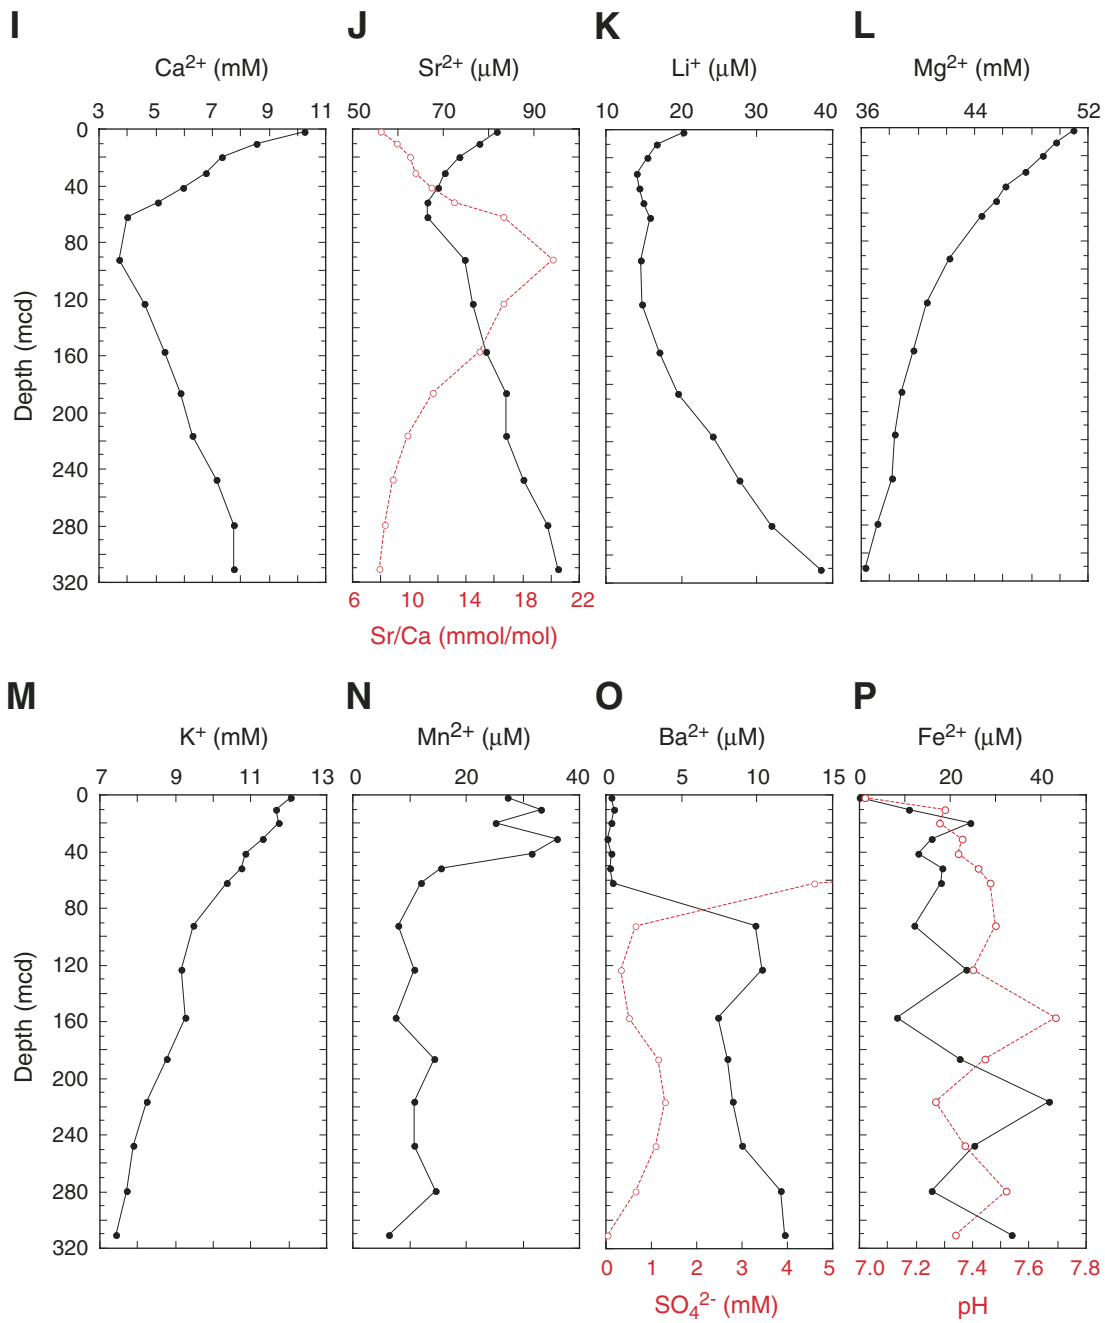 I J K L
Ca²⁺ (mM) Sr²⁺ (μM) Li⁺ (μM) Mg²⁺ (mM)
3 5 7 9 11 50 70 90 10 20 30 40 36 44 52
0
40
80
120
160
200
240
280
320
Depth (mcd)
6 10 14 18 22
Sr/Ca (mmol/mol)
M N O P
K⁺ (mM) Mn²⁺ (μM) Ba²⁺ (μM) Fe²⁺ (μM)
7 9 11 13 0 20 40 0 5 10 15 0 20 40
0
40
80
120
160
200
240
280
320
Depth (mcd)
0 1 2 3 4 5 7.0 7.2 7.4 7.6 7.8
SO₄²⁻ (mM) pH